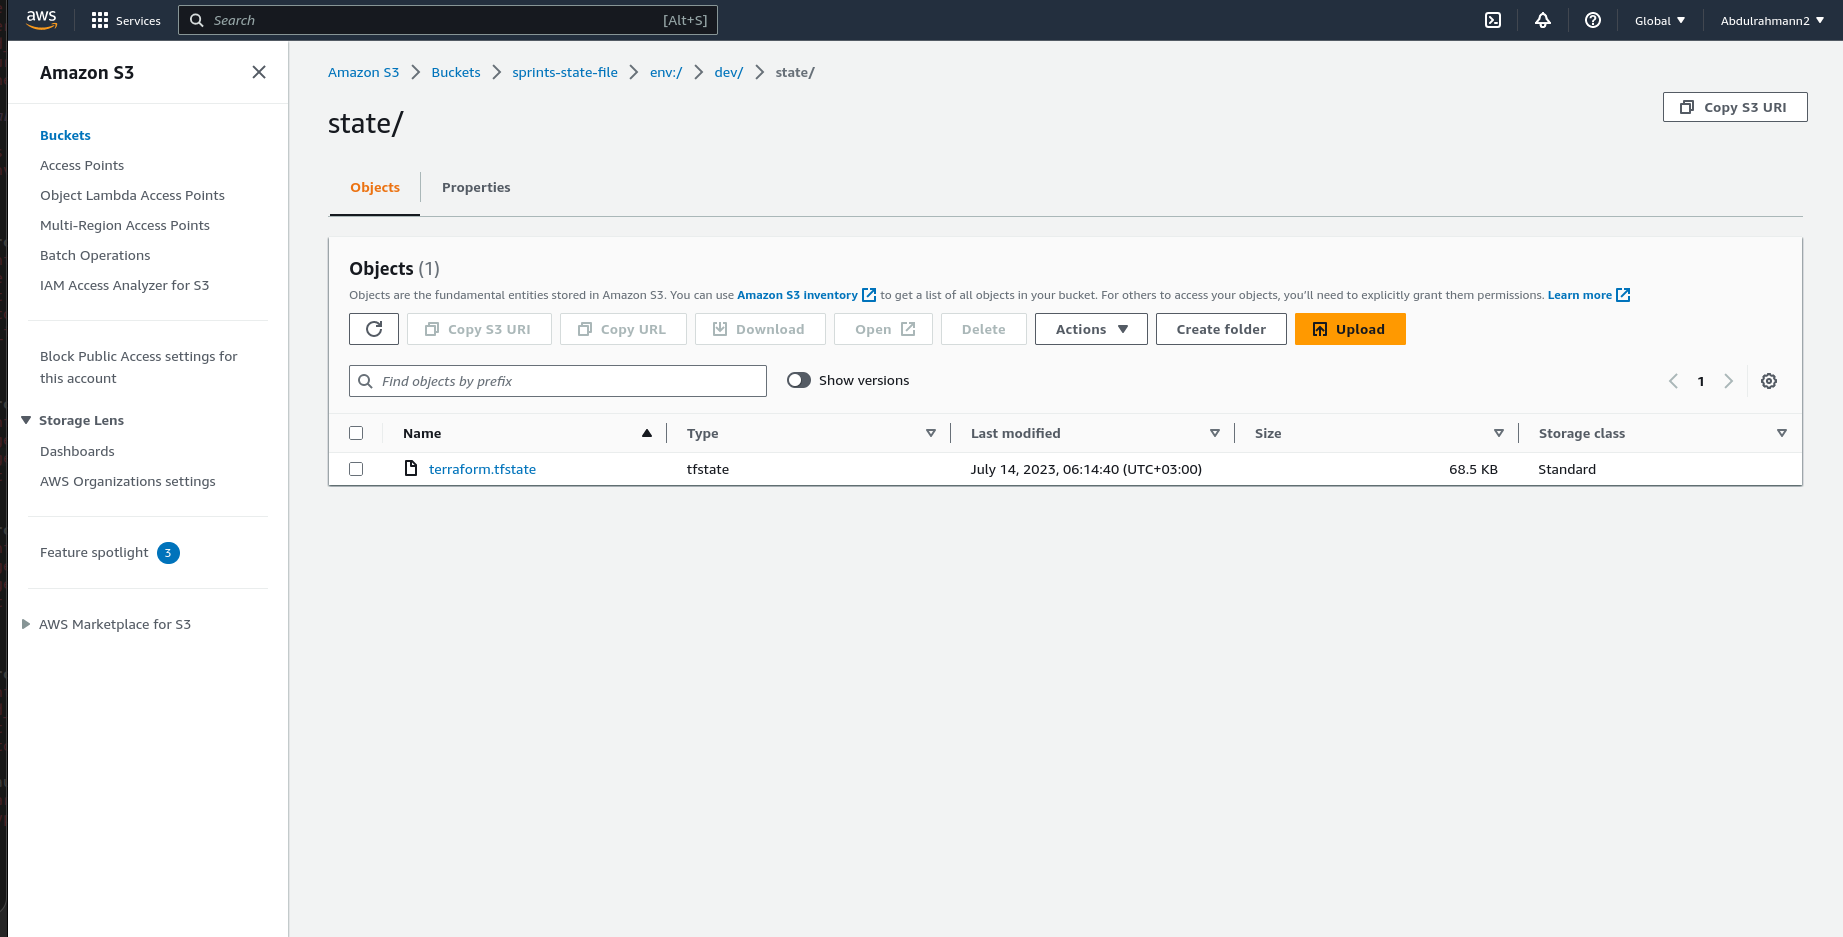 aws Services Search [Alt+S] Global Abdulrahmann2
Amazon S3
Buckets
Access Points
Object Lambda Access Points
Multi-Region Access Points
Batch Operations
IAM Access Analyzer for S3
Block Public Access settings for
this account
Storage Lens
Dashboards
AWS Organizations settings
Feature spotlight 3
AWS Marketplace for S3
Amazon S3 Buckets sprints-state-file env:/ dev/ state/
state/
Copy S3 URI
Objects Properties
Objects (1)
Objects are the fundamental entities stored in Amazon S3. You can use Amazon S3 inventory to get a list of all objects in your bucket. For others to access your objects, you'll need to explicitly grant them permissions. Learn more
Copy S3 URI Copy URL Download Open Delete Actions Create folder Upload
Find objects by prefix Show versions 1
Name Type Last modified Size Storage class
terraform.tfstate tfstate July 14, 2023, 06:14:40 (UTC+03:00) 68.5 KB Standard